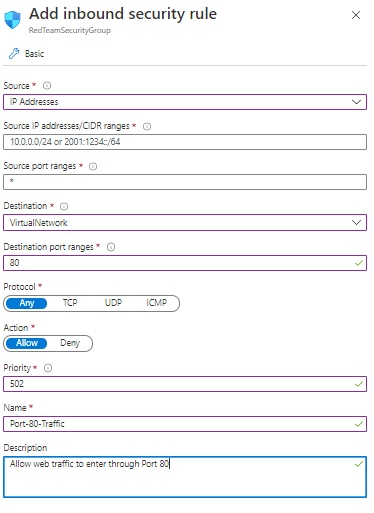 Add inbound security rule
RedTeamSecurityGroup
Basic
Source *
IP Addresses
Source IP addresses/CIDR ranges *
10.0.0.0/24 or 2001:1234::/64
Source port ranges *
*
Destination *
VirtualNetwork
Destination port ranges *
80
Protocol *
Any TCP UDP ICMP
Action *
Allow Deny
Priority *
502
Name *
Port-80-Traffic
Description
Allow web traffic to enter through Port 80